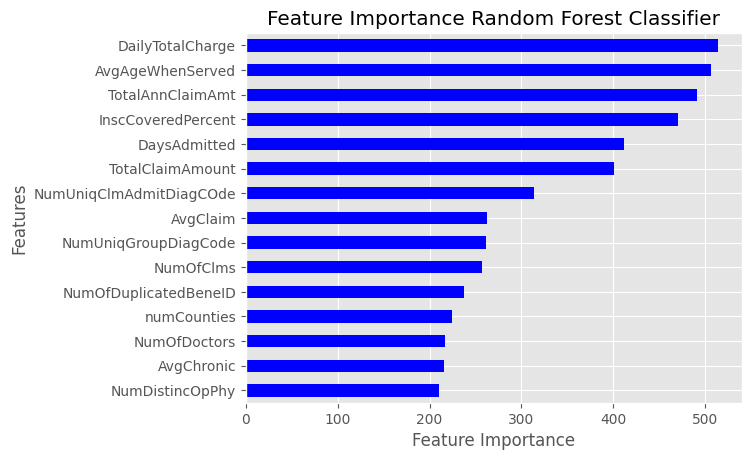 Feature Importance Random Forest Classifier
DailyTotalCharge
AvgAgeWhenServed
TotalAnnClaimAmt
InscCoveredPercent
DaysAdmitted
TotalClaimAmount
NumUniqClmAdmitDiagCOde
AvgClaim
NumUniqGroupDiagCode
NumOfClms
NumOfDuplicatedBeneID
numCounties
NumOfDoctors
AvgChronic
NumDistincOpPhy
Features
0 100 200 300 400 500
Feature Importance